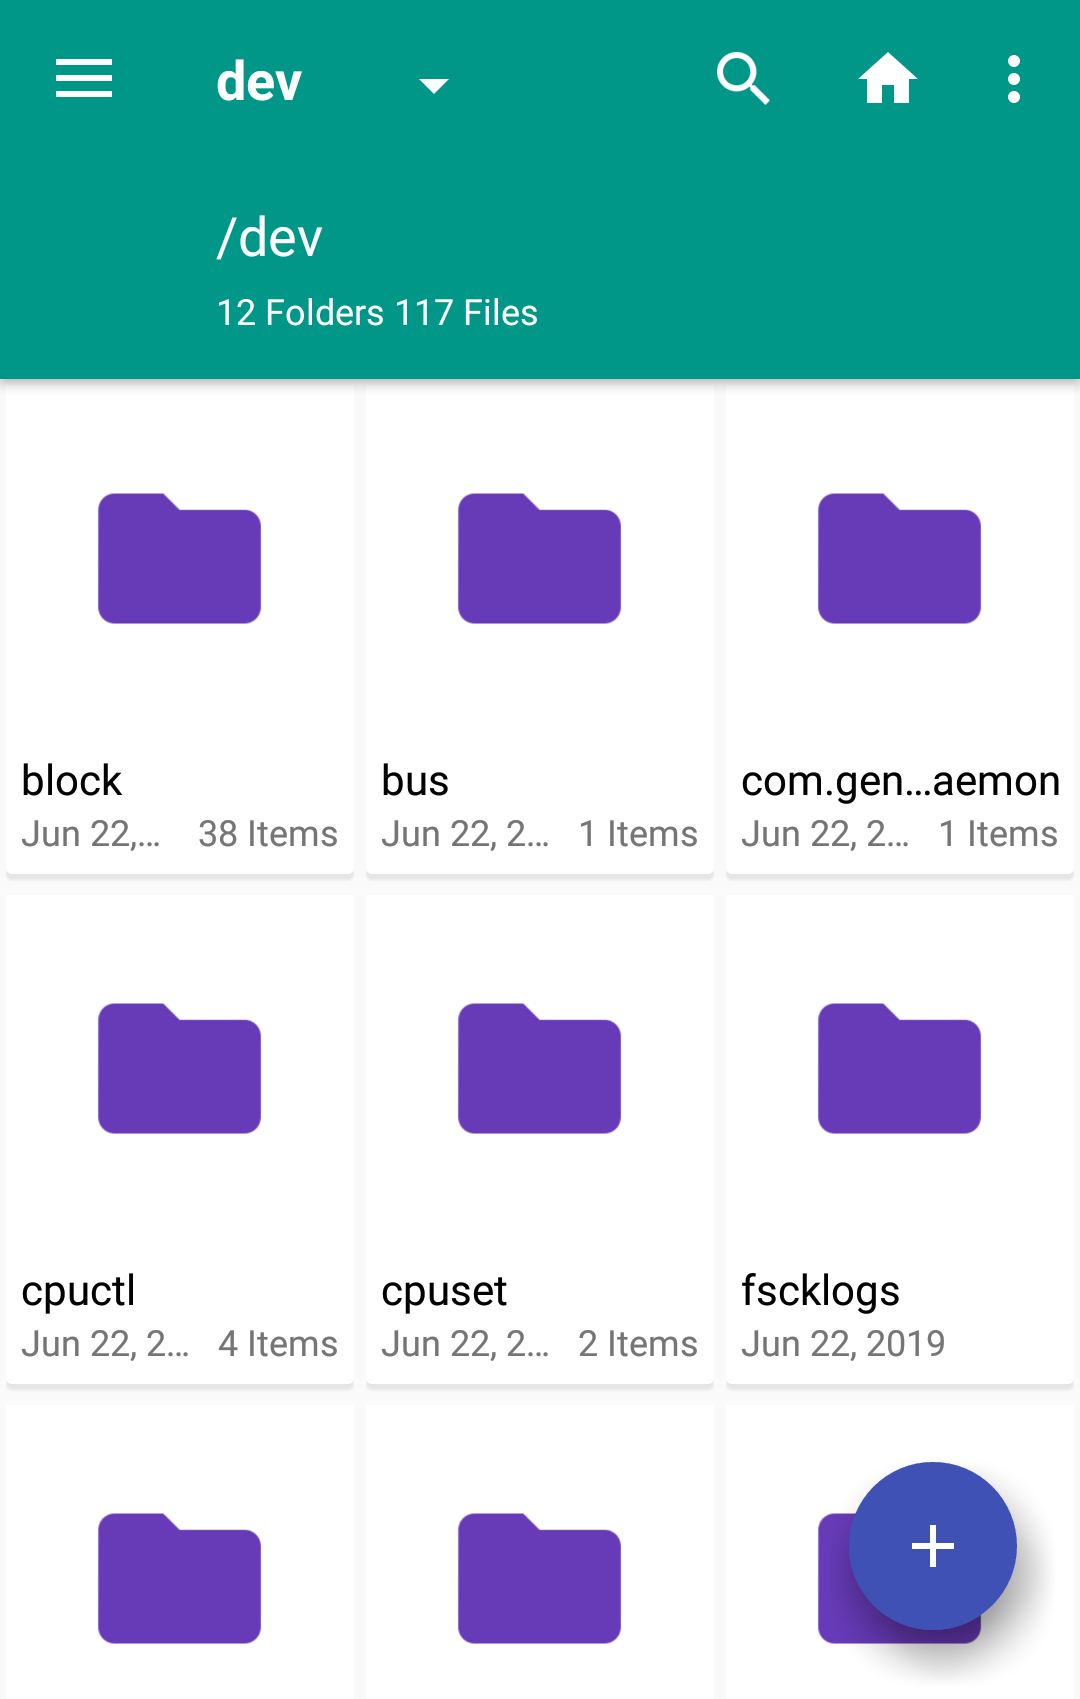 dev
/dev
12 Folders 117 Files
block
Jun 22,... 38 Items
bus
Jun 22, 2... 1 Items
com.gen...aemon
Jun 22, 2... 1 Items
cpuctl
Jun 22, 2... 4 Items
cpuset
Jun 22, 2... 2 Items
fscklogs
Jun 22, 2019